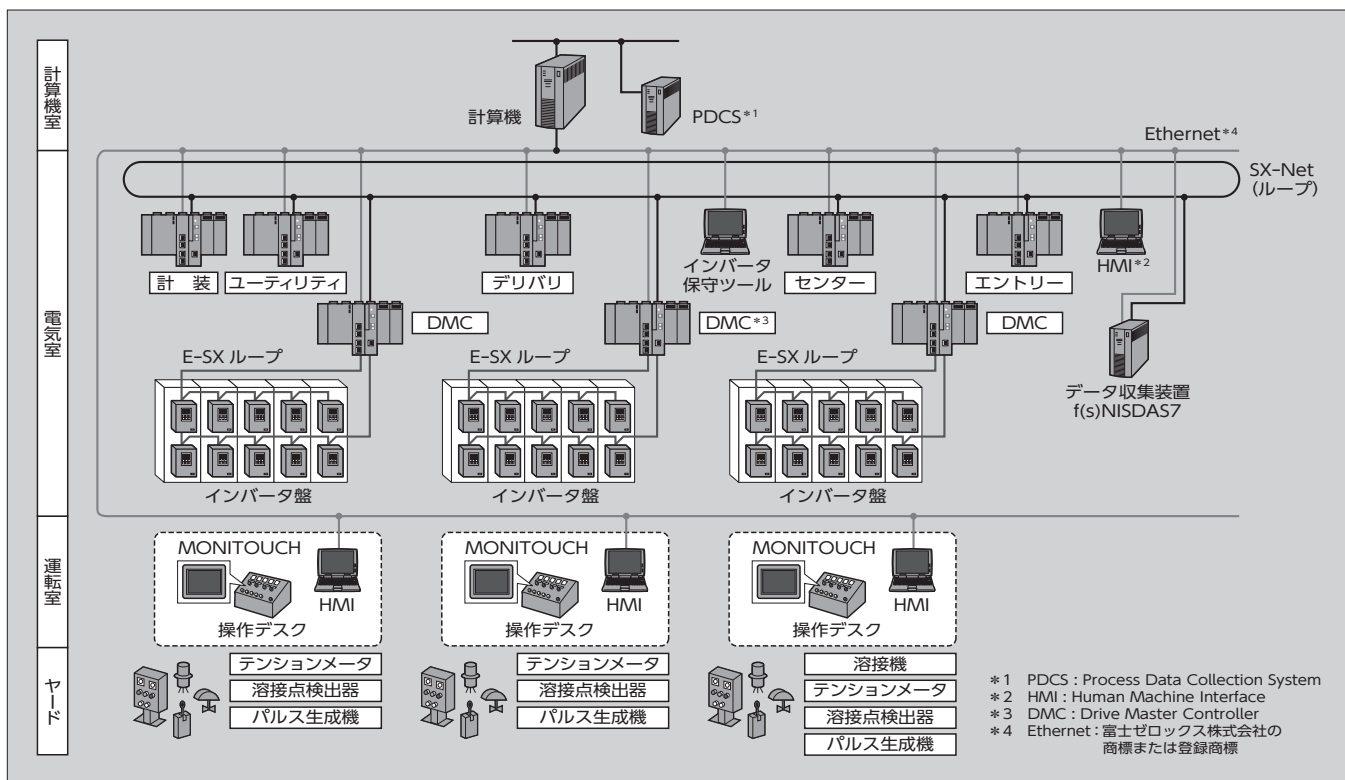 計算機室
計算機
PDCS*1
Ethernet*4
電気室
SX-Net
(ループ)
計 装
ユーティリティ
デリバリ
インバータ
保守ツール
センター
エントリー
HMI*2
DMC
DMC*3
DMC
E-SX ループ
E-SX ループ
E-SX ループ
データ収集装置
f(s)NISDAS7
インバータ盤
インバータ盤
インバータ盤
運転室
MONITOUCH
HMI
操作デスク
MONITOUCH
HMI
操作デスク
MONITOUCH
HMI
操作デスク
ヤード
テンションメータ
溶接点検出器
パルス生成機
テンションメータ
溶接点検出器
パルス生成機
溶接機
テンションメータ
溶接点検出器
パルス生成機
*1 PDCS : Process Data Collection System
*2 HMI : Human Machine Interface
*3 DMC : Drive Master Controller
*4 Ethernet : 富士ゼロックス株式会社の
商標または登録商標